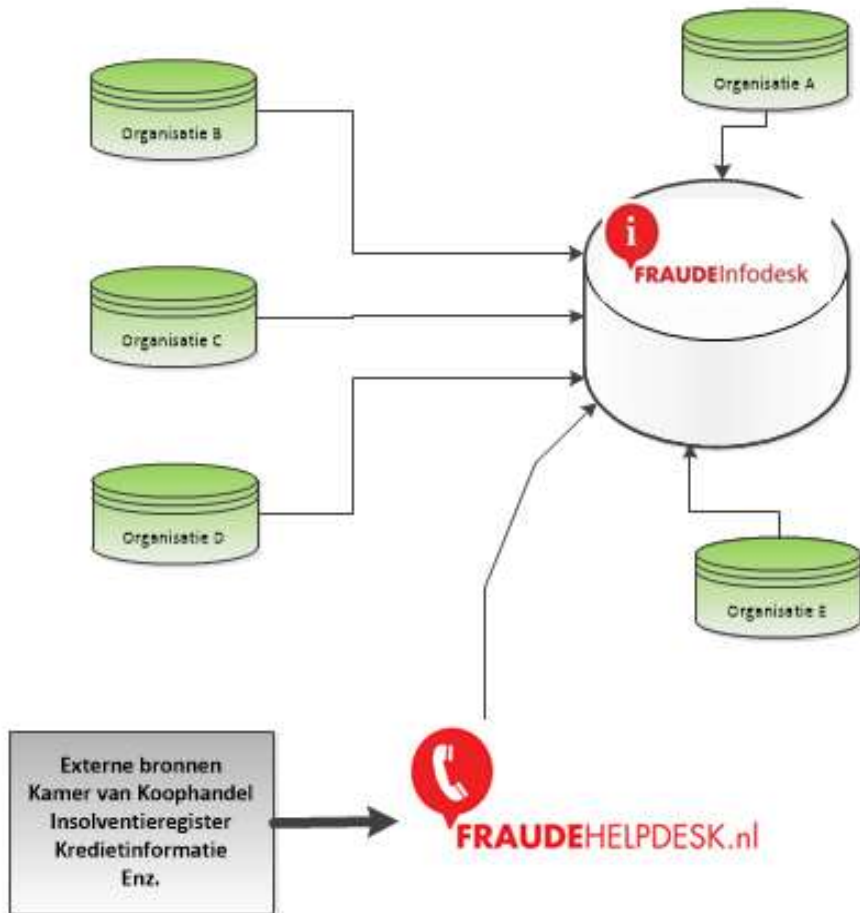 Organisatie A
Organisatie B
i
FRAUDEInfodesk
Organisatie C
Organisatie D
Organisatie E
Externe bronnen
Kamer van Koophandel
Insolventieregister
Kredietinformatie
Enz.
FRAUDEHELPDESK.nl